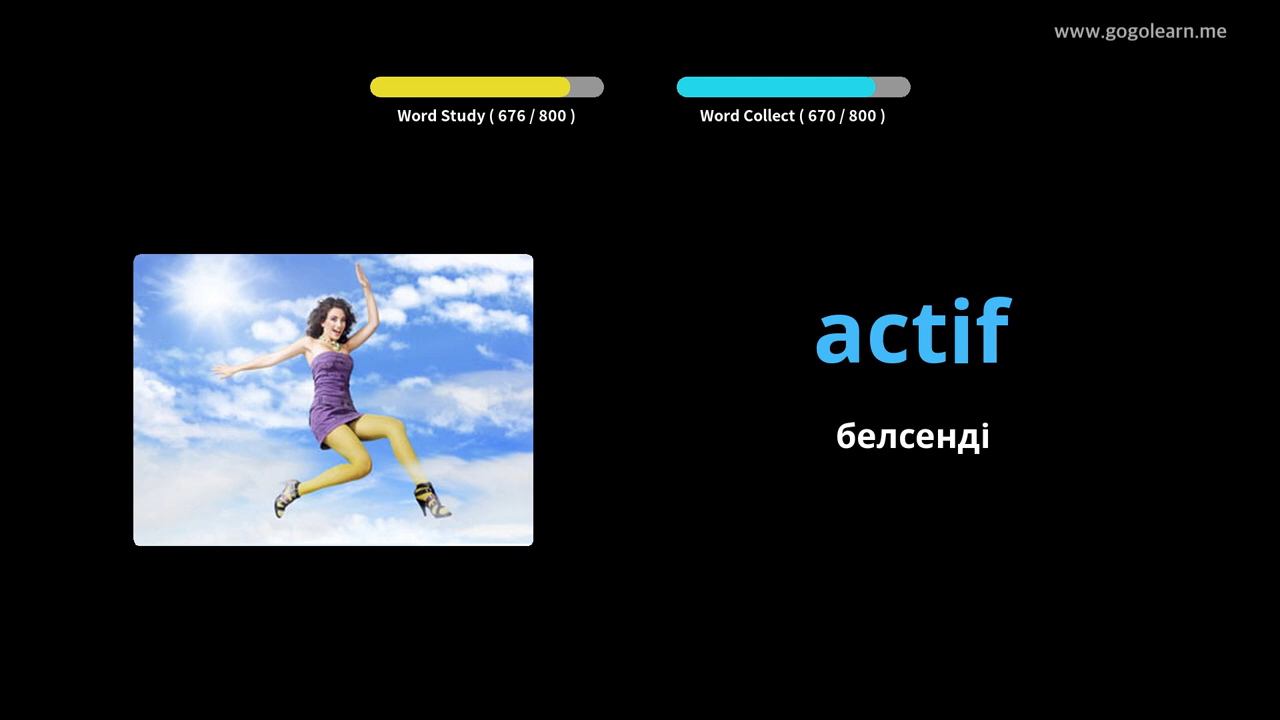 www.gogolearn.me
Word Study ( 676 / 800 )
Word Collect ( 670 / 800 )
actif
белсенді